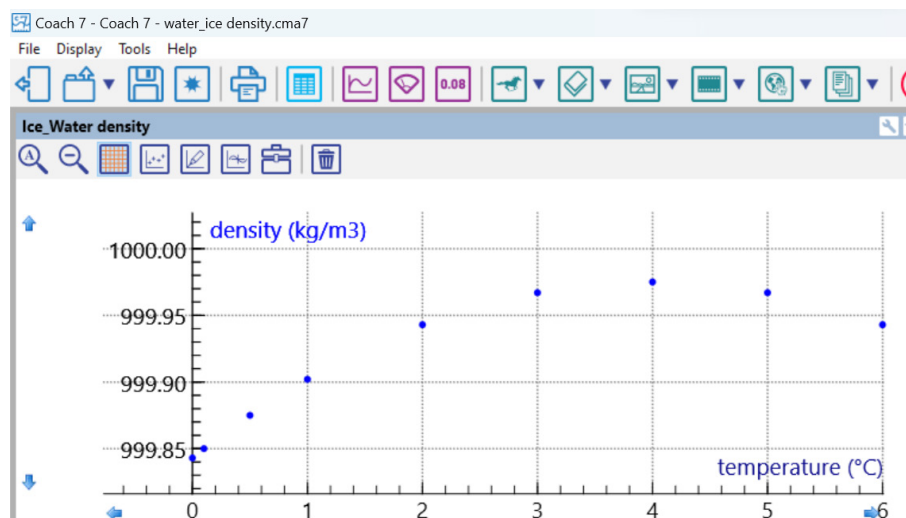 Coach 7 - Coach 7 - water_ice density.cma7
File Display Tools Help
0.08
Ice_Water density
density (kg/m3)
1000.00
999.95
999.90
999.85
temperature (°C)
0 1 2 3 4 5 6